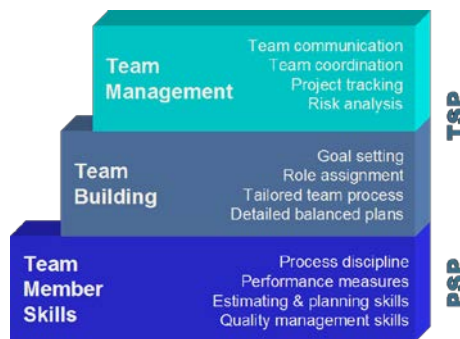 Team
Management
Team communication
Team coordination
Project tracking
Risk analysis
TSP
Team
Building
Goal setting
Role assignment
Tailored team process
Detailed balanced plans
Team
Member
Skills
Process discipline
Performance measures
Estimating & planning skills
Quality management skills
PSP